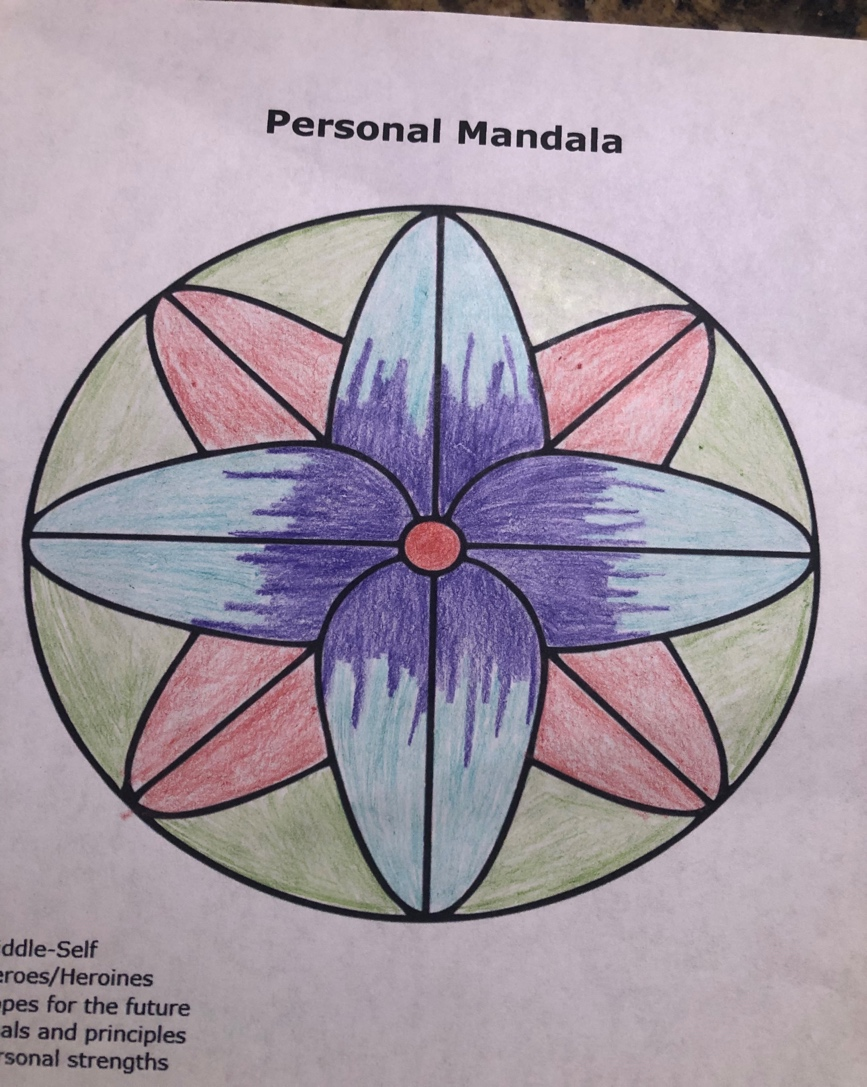 Personal Mandala
ddle-Self
eroes/Heroines
pes for the future
als and principles
rsonal strengths